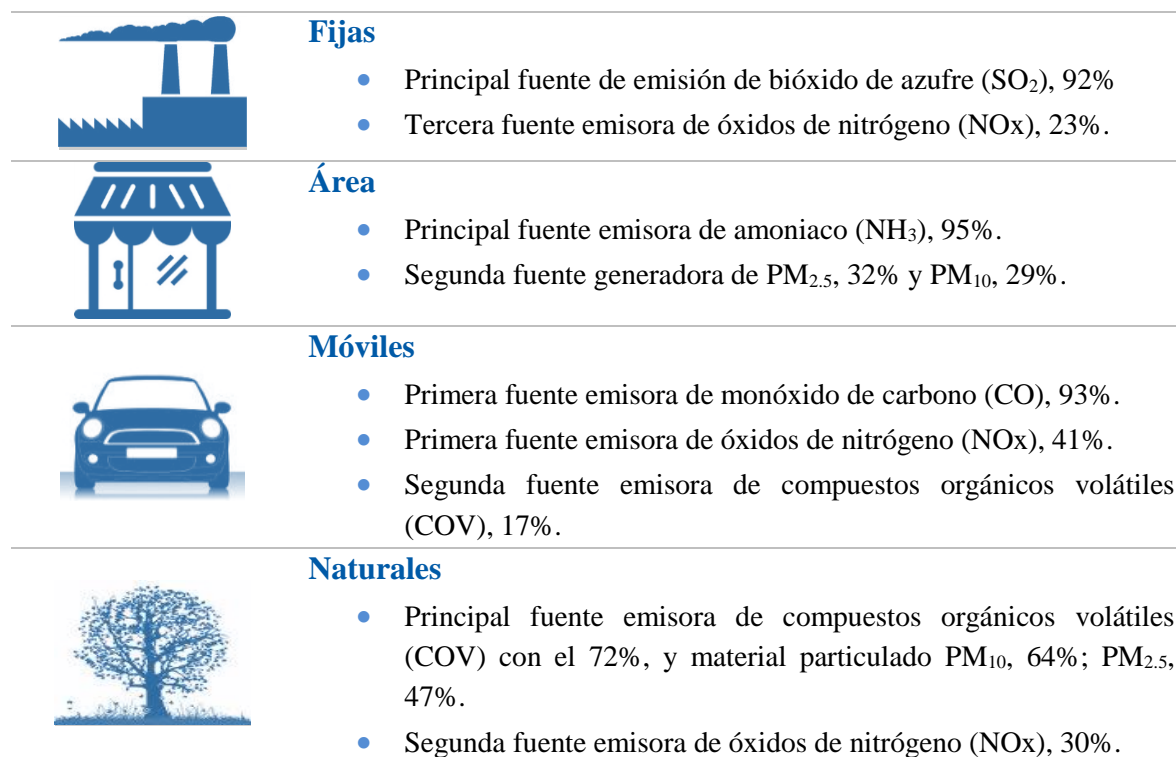 Fijas
• Principal fuente de emisión de bióxido de azufre (SO₂), 92%
• Tercera fuente emisora de óxidos de nitrógeno (NOx), 23%.
Área
• Principal fuente emisora de amoniaco (NH₃), 95%.
• Segunda fuente generadora de PM₂.₅, 32% y PM₁₀, 29%.
Móviles
• Primera fuente emisora de monóxido de carbono (CO), 93%.
• Primera fuente emisora de óxidos de nitrógeno (NOx), 41%.
• Segunda fuente emisora de compuestos orgánicos volátiles
(COV), 17%.
Naturales
• Principal fuente emisora de compuestos orgánicos volátiles
(COV) con el 72%, y material particulado PM₁₀, 64%; PM₂.₅,
47%.
• Segunda fuente emisora de óxidos de nitrógeno (NOx), 30%.